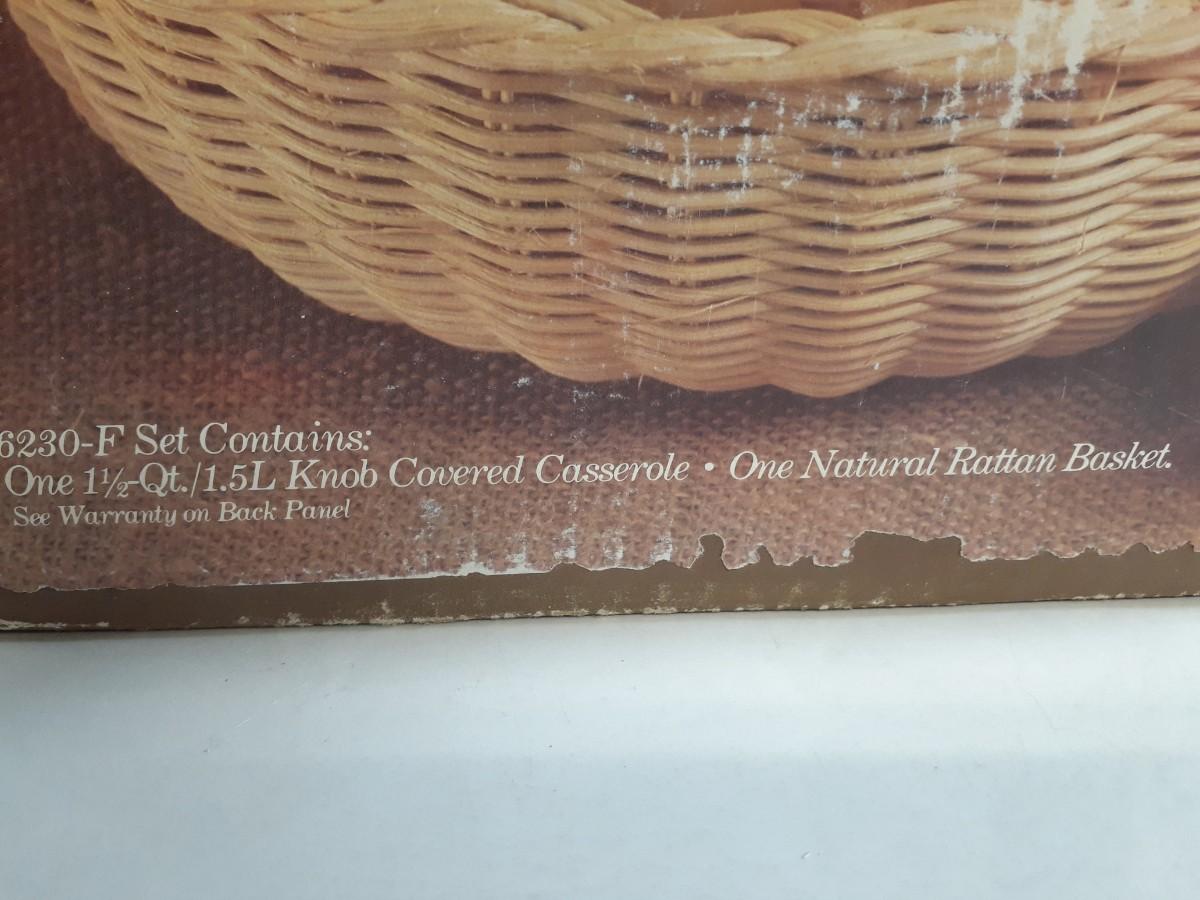 6230-F Set Contains:
One 1½-Qt./1.5L Knob Covered Casserole • One Natural Rattan Basket.
See Warranty on Back Panel